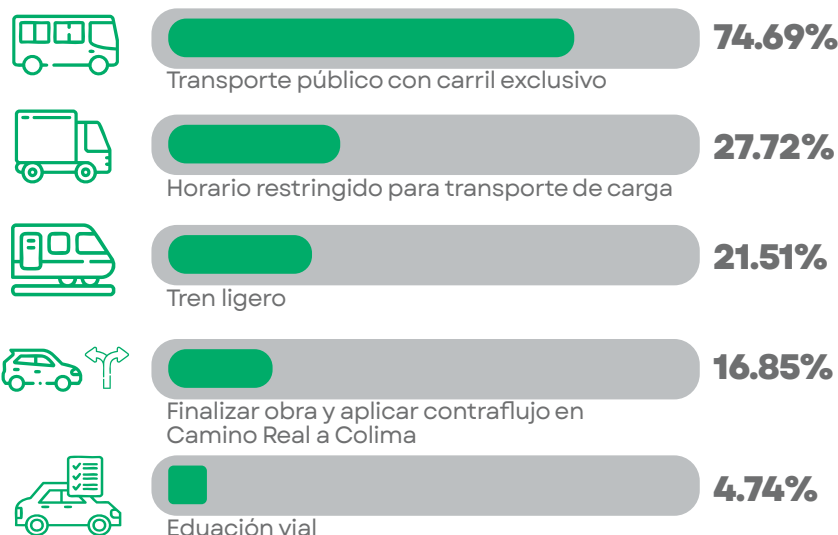 74.69%
Transporte público con carril exclusivo
27.72%
Horario restringido para transporte de carga
21.51%
Tren ligero
16.85%
Finalizar obra y aplicar contraflujo en
Camino Real a Colima
4.74%
Eduación vial